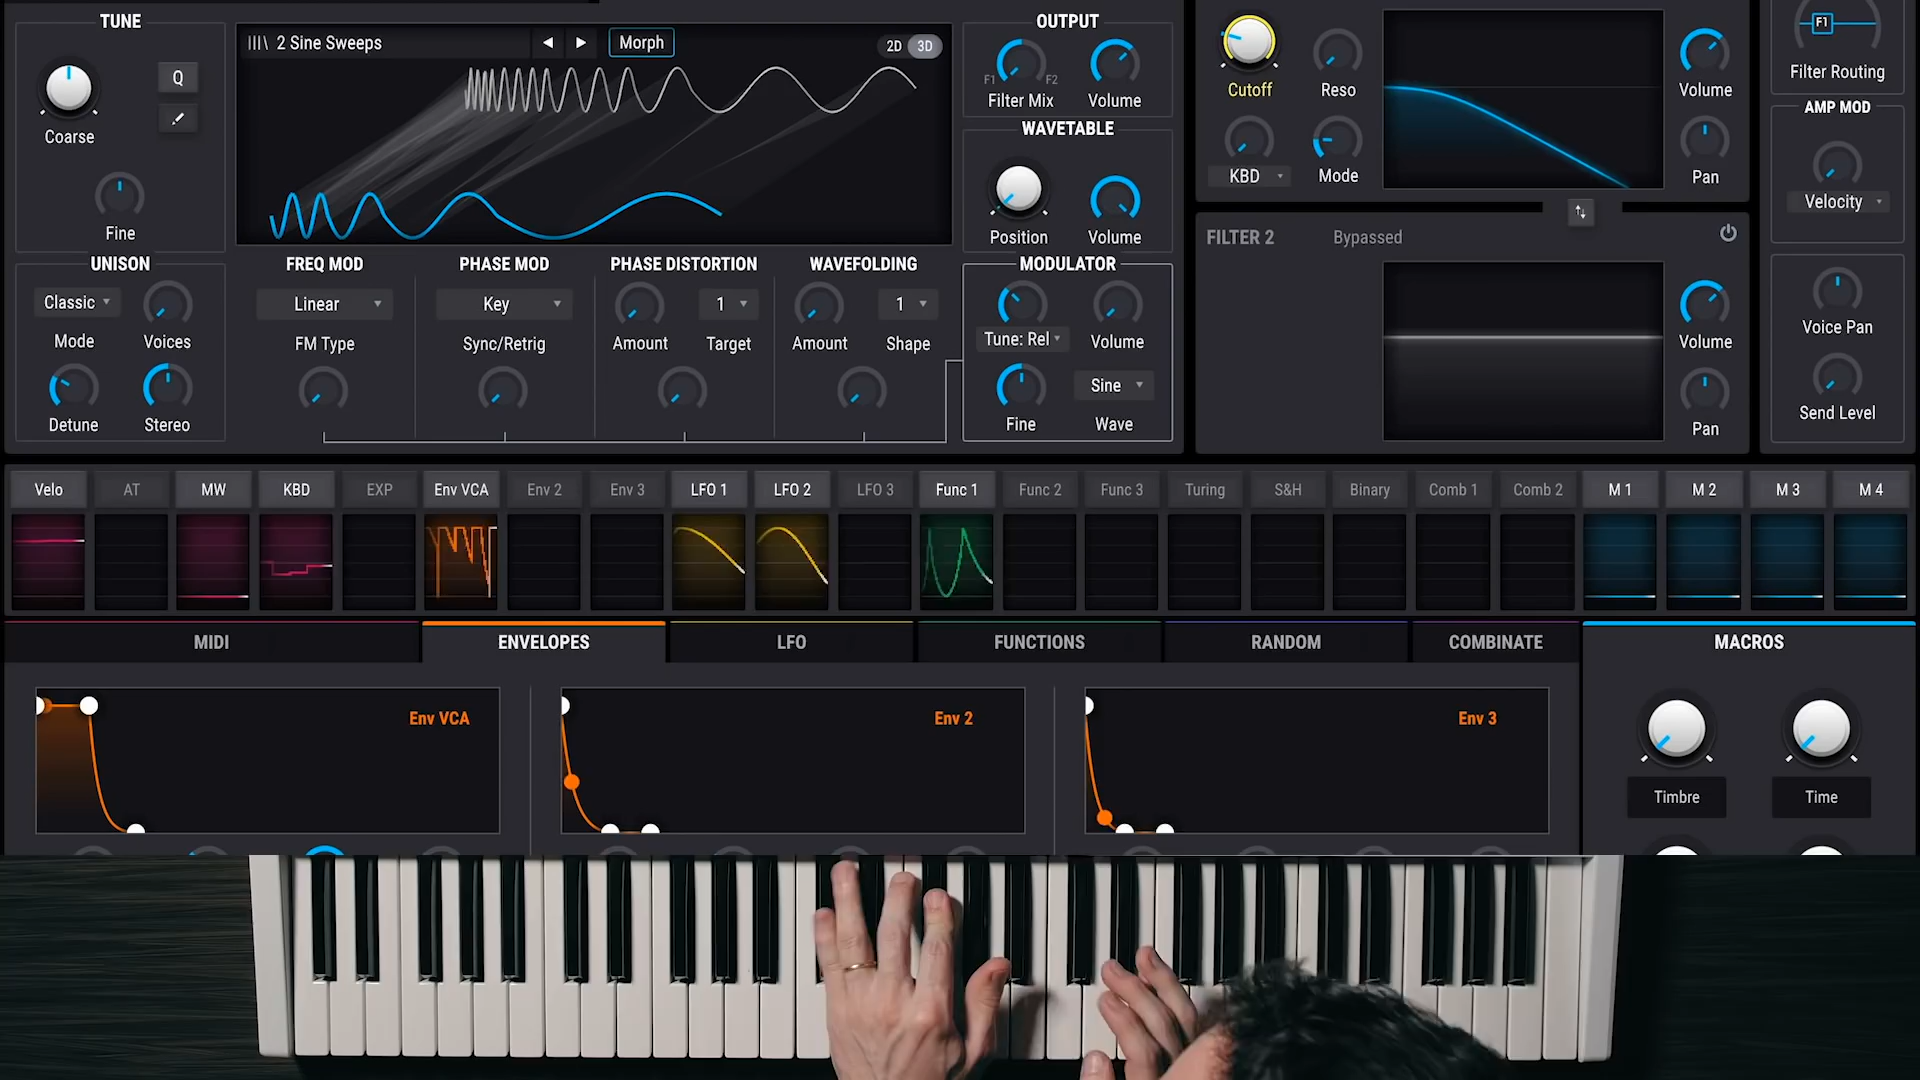 TUNE
Coarse
Q
Fine
UNISON
Classic
Mode
Voices
Detune
Stereo
2 Sine Sweeps
Morph
2D
3D
FREQ MOD
Linear
FM Type
PHASE MOD
Key
Sync/Retrig
PHASE DISTORTION
1
Amount
Target
WAVEFOLDING
1
Amount
Shape
OUTPUT
F1
F2
Filter Mix
Volume
WAVETABLE
Position
Volume
MODULATOR
Tune: Rel
Volume
Sine
Fine
Wave
Cutoff
Reso
KBD
Mode
Volume
Pan
FILTER 2
Bypassed
Volume
Pan
F1
Filter Routing
AMP MOD
Velocity
Voice Pan
Send Level
Velo
AT
MW
KBD
EXP
Env VCA
Env 2
Env 3
LFO 1
LFO 2
LFO 3
Func 1
Func 2
Func 3
Turing
S&H
Binary
Comb 1
Comb 2
M 1
M 2
M 3
M 4
MIDI
ENVELOPES
LFO
FUNCTIONS
RANDOM
COMBINATE
MACROS
Env VCA
Env 2
Env 3
Timbre
Time